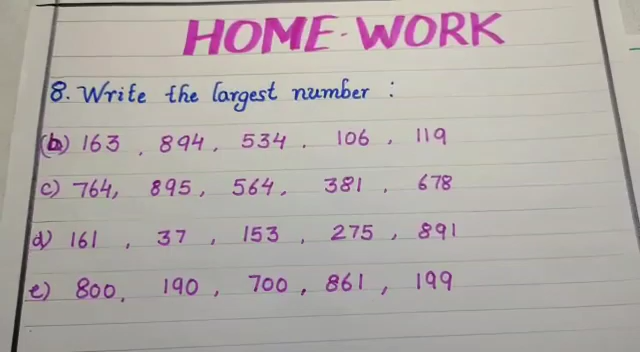 HOME-WORK
8. Write the largest number :
(b) 163 , 894 , 534 . 106 , 119
c) 764, 895 , 564 , 381 , 678
d) 161 , 37 , 153 , 275 , 891
e) 800 , 190 , 700 , 861 , 199